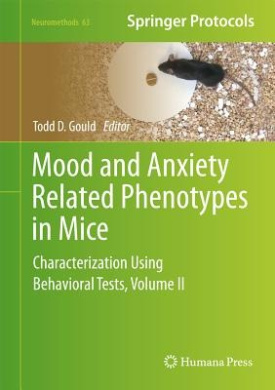 Neuromethods 63
Springer Protocols
Todd D. Gould Editor
Mood and Anxiety
Related Phenotypes
in Mice
Characterization Using
Behavioral Tests, Volume II
Humana Press